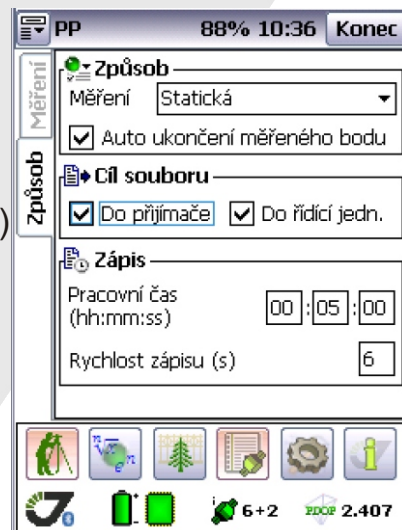 PP 88% 10:36 Konec
Měření
Způsob
Způsob
Měření Statická
Auto ukončení měřeného bodu
Cíl souboru
Do přijímače Do řídící jedn.
Zápis
Pracovní čas
(hh:mm:ss) 00 : 05 : 00
Rychlost zápisu (s) 6
)
6+2 PDOP 2.407